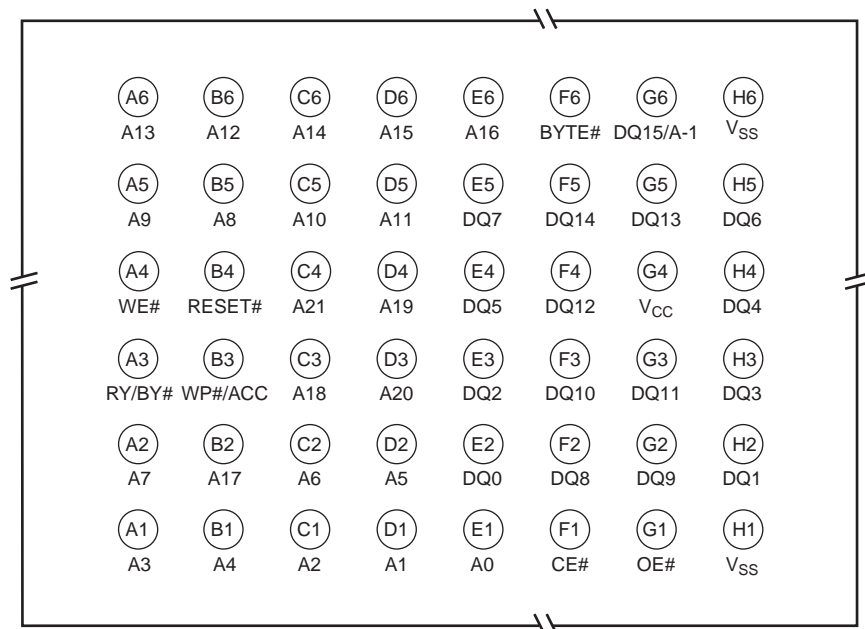 A6 B6 C6 D6 E6 F6 G6 H6
A13 A12 A14 A15 A16 BYTE# DQ15/A-1 VSS
A5 B5 C5 D5 E5 F5 G5 H5
A9 A8 A10 A11 DQ7 DQ14 DQ13 DQ6
A4 B4 C4 D4 E4 F4 G4 H4
WE# RESET# A21 A19 DQ5 DQ12 VCC DQ4
A3 B3 C3 D3 E3 F3 G3 H3
RY/BY# WP#/ACC A18 A20 DQ2 DQ10 DQ11 DQ3
A2 B2 C2 D2 E2 F2 G2 H2
A7 A17 A6 A5 DQ0 DQ8 DQ9 DQ1
A1 B1 C1 D1 E1 F1 G1 H1
A3 A4 A2 A1 A0 CE# OE# VSS